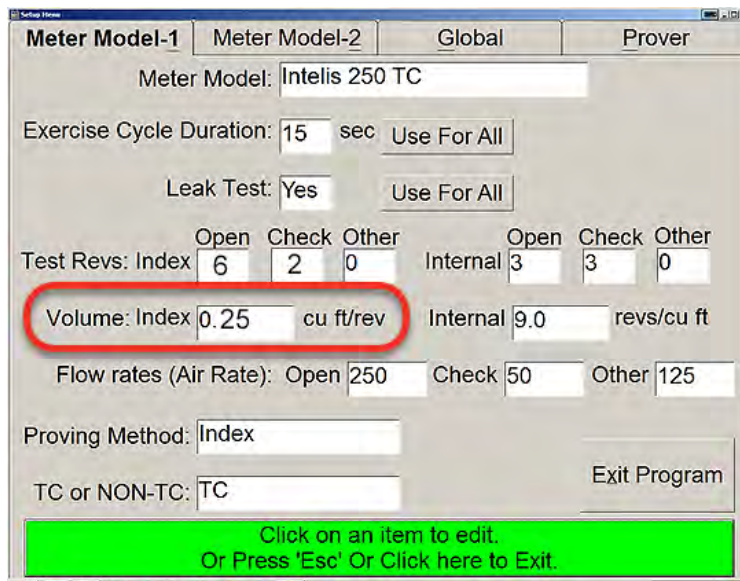 Setup Menu
Meter Model-1 Meter Model-2 Global Prover
Meter Model: Intelis 250 TC
Exercise Cycle Duration: 15 sec Use For All
Leak Test: Yes Use For All
Open Check Other Open Check Other
Test Revs: Index 6 2 0 Internal 3 3 0
Volume: Index 0.25 cu ft/rev Internal 9.0 revs/cu ft
Flow rates (Air Rate): Open 250 Check 50 Other 125
Proving Method: Index
Exit Program
TC or NON-TC: TC
Click on an item to edit.
Or Press 'Esc' Or Click here to Exit.